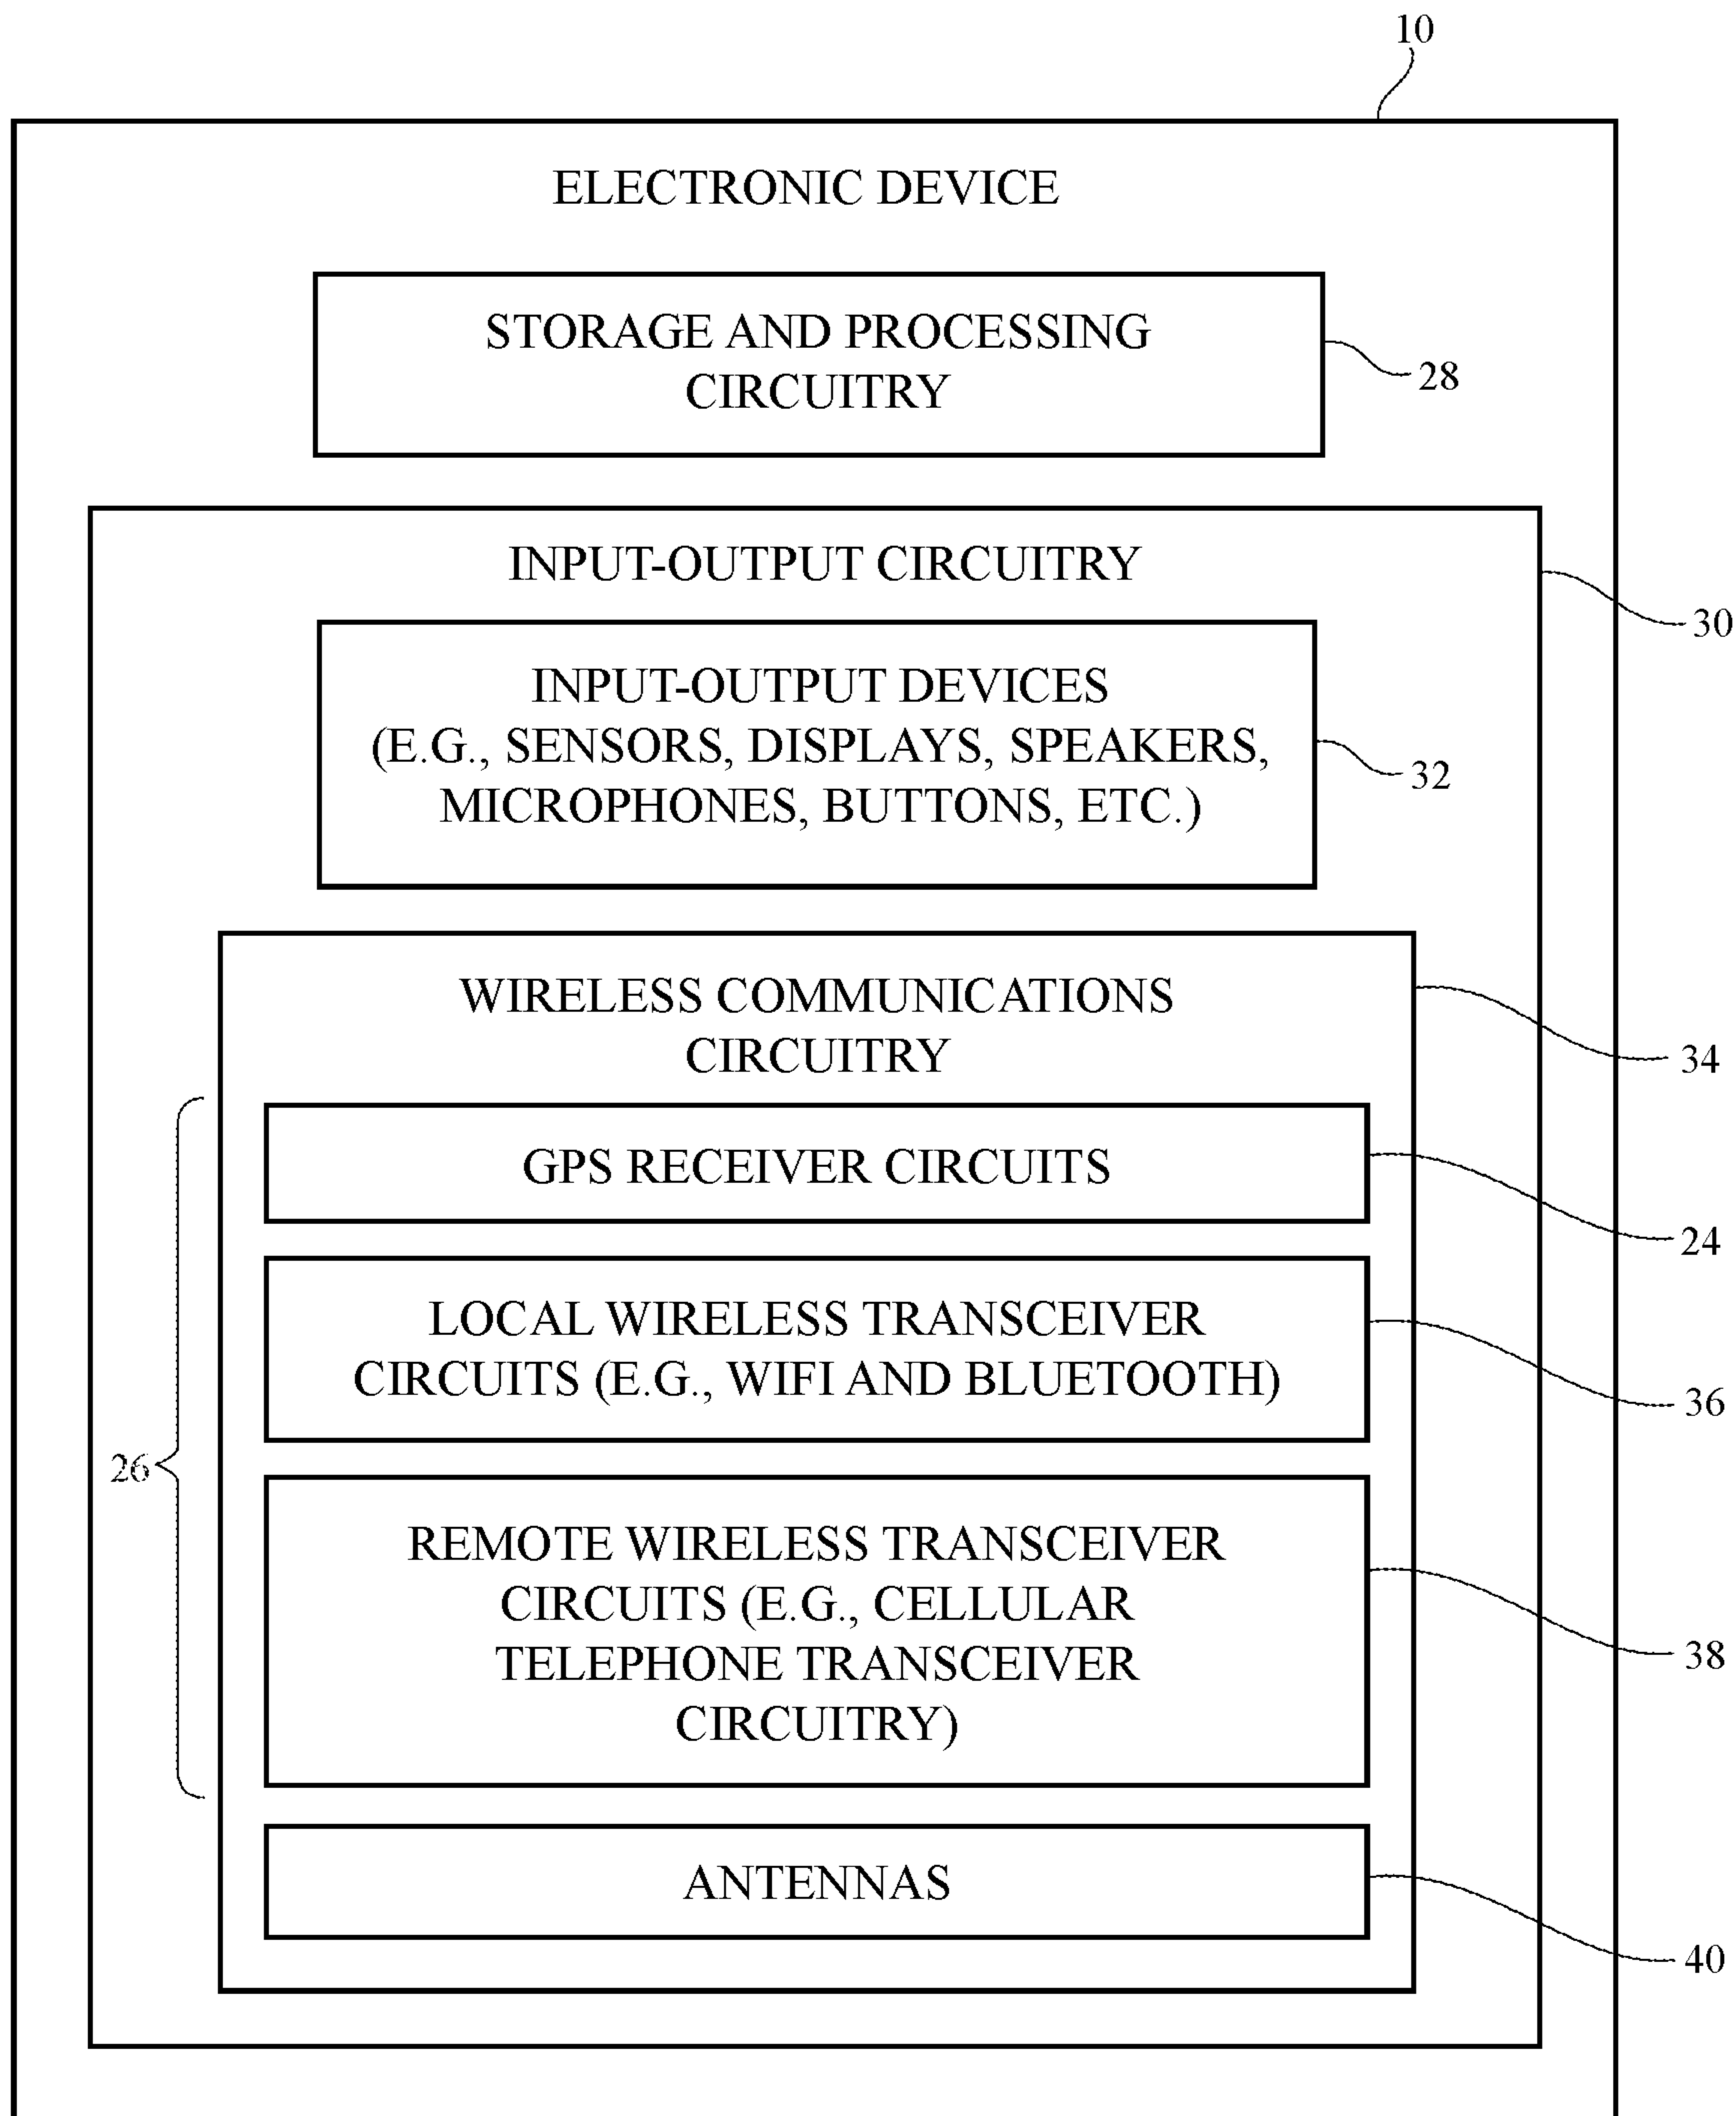 10
ELECTRONIC DEVICE
STORAGE AND PROCESSING
CIRCUITRY
28
INPUT-OUTPUT CIRCUITRY
30
INPUT-OUTPUT DEVICES
(E.G., SENSORS, DISPLAYS, SPEAKERS,
MICROPHONES, BUTTONS, ETC.)
32
WIRELESS COMMUNICATIONS
CIRCUITRY
34
GPS RECEIVER CIRCUITS
24
LOCAL WIRELESS TRANSCEIVER
CIRCUITS (E.G., WIFI AND BLUETOOTH)
36
26
REMOTE WIRELESS TRANSCEIVER
CIRCUITS (E.G., CELLULAR
TELEPHONE TRANSCEIVER
CIRCUITRY)
38
ANTENNAS
40